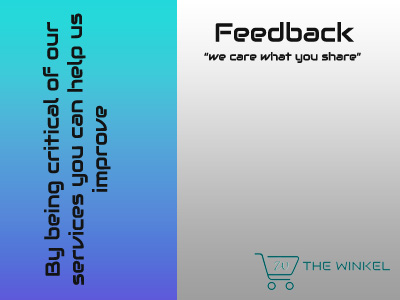 By being critical of our
services you can help us
improve
Feedback
"we care what you share"
THE WINKEL